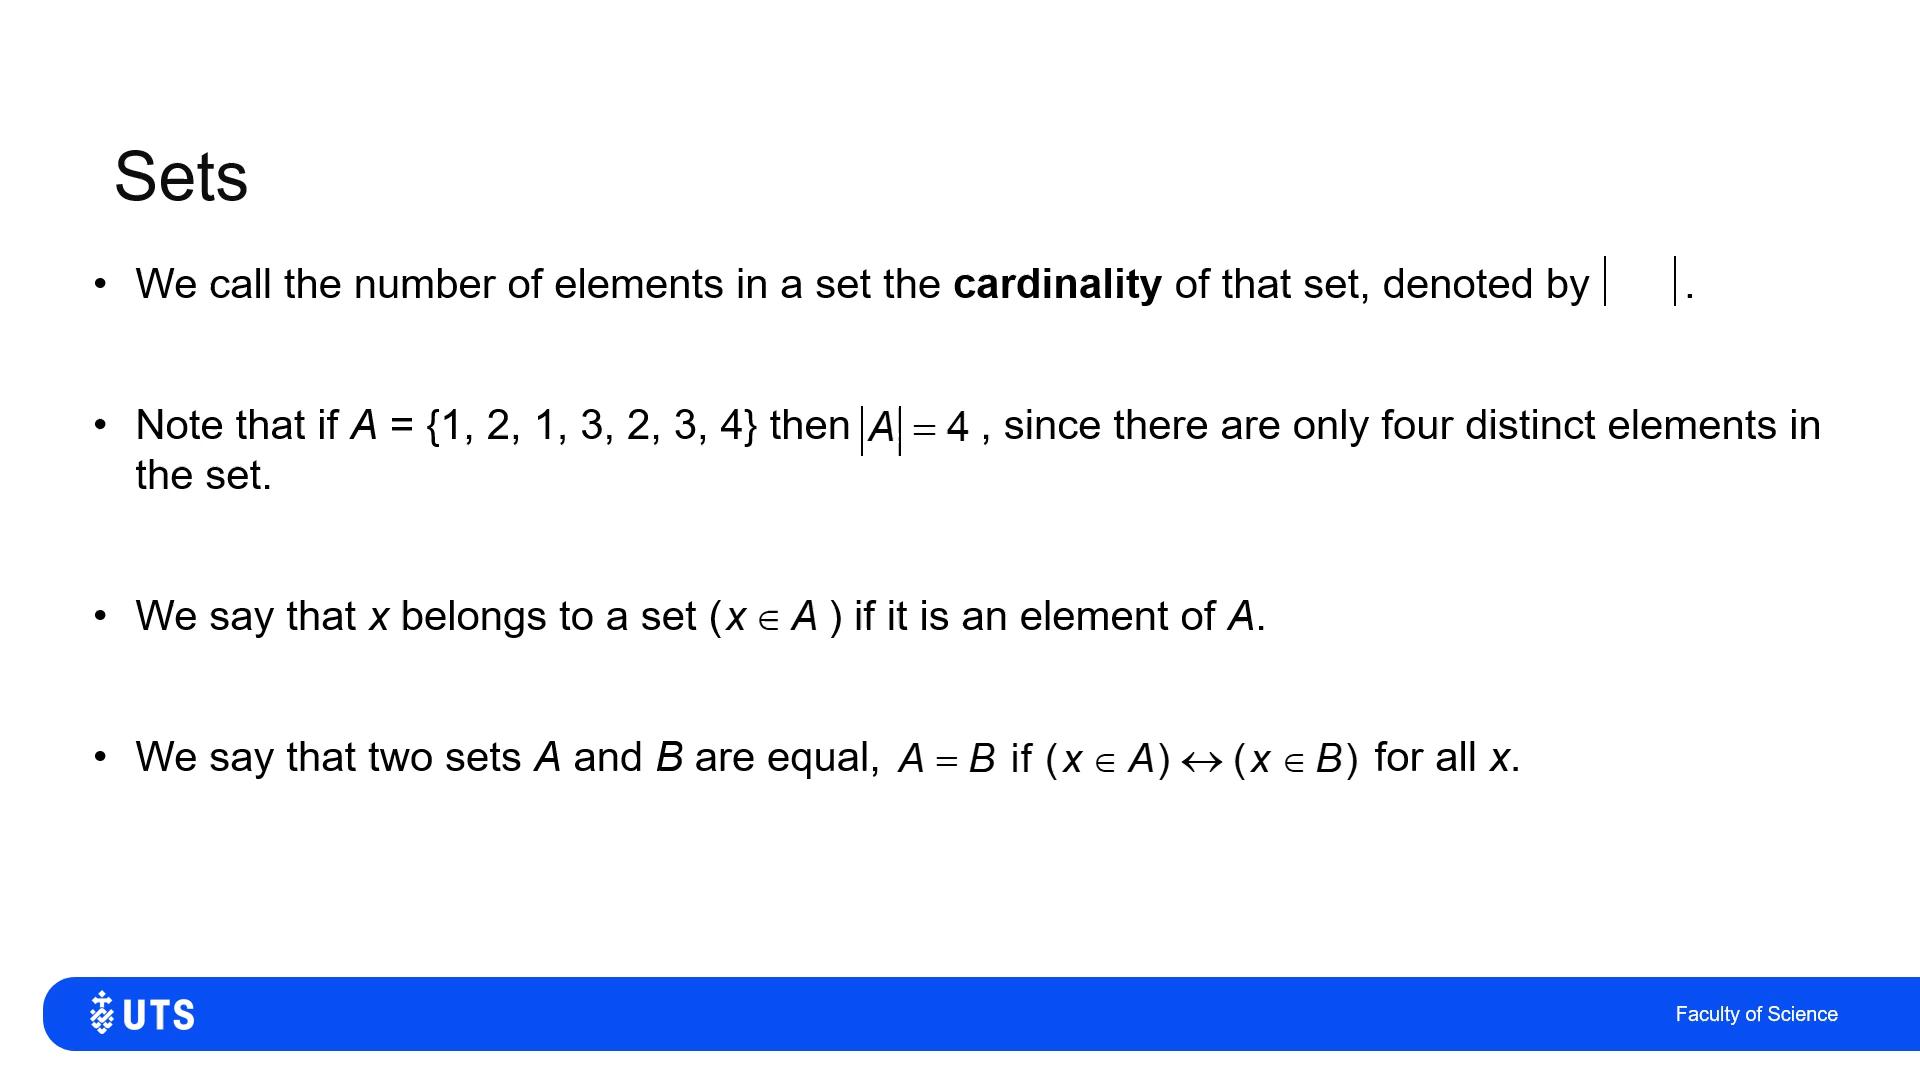 Sets
• We call the number of elements in a set the cardinality of that set, denoted by |   |.
• Note that if A = {1, 2, 1, 3, 2, 3, 4} then |A| = 4 , since there are only four distinct elements in
the set.
• We say that x belongs to a set (x ∈ A ) if it is an element of A.
• We say that two sets A and B are equal, A = B if (x ∈ A) ↔ (x ∈ B) for all x.
UTS
Faculty of Science